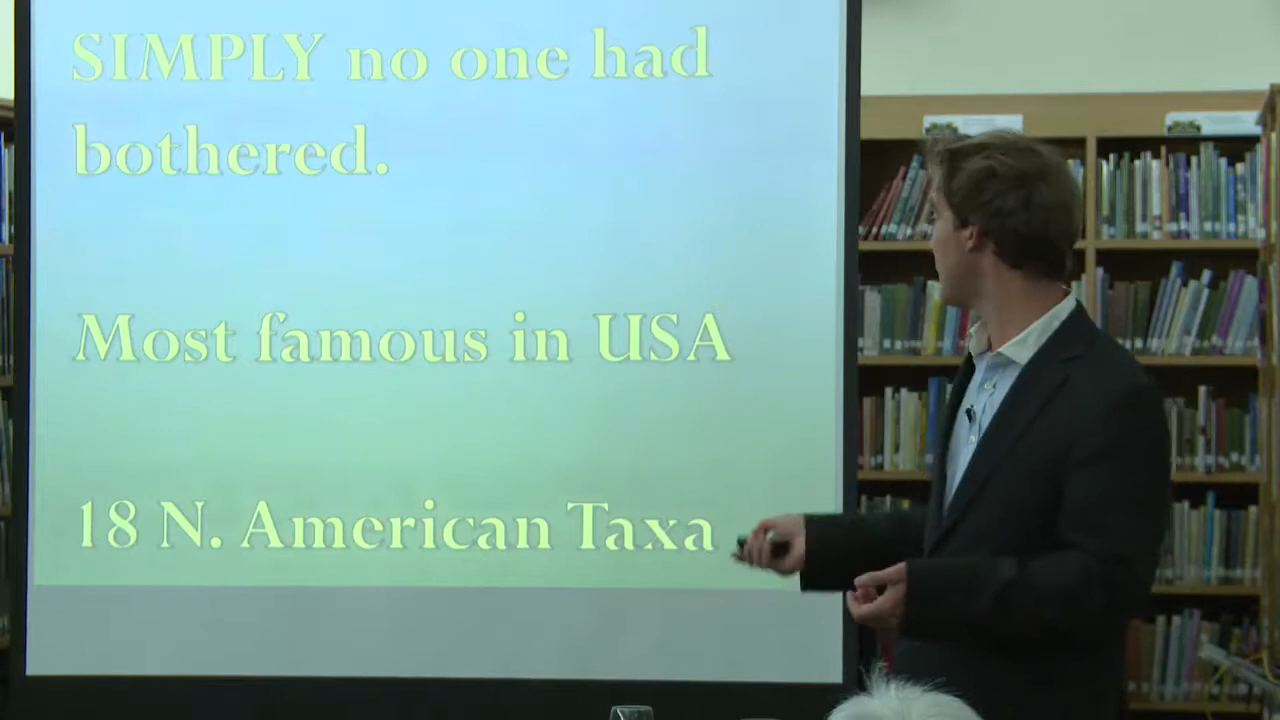 SIMPLY no one had
bothered.
Most famous in USA
18 N. American Taxa